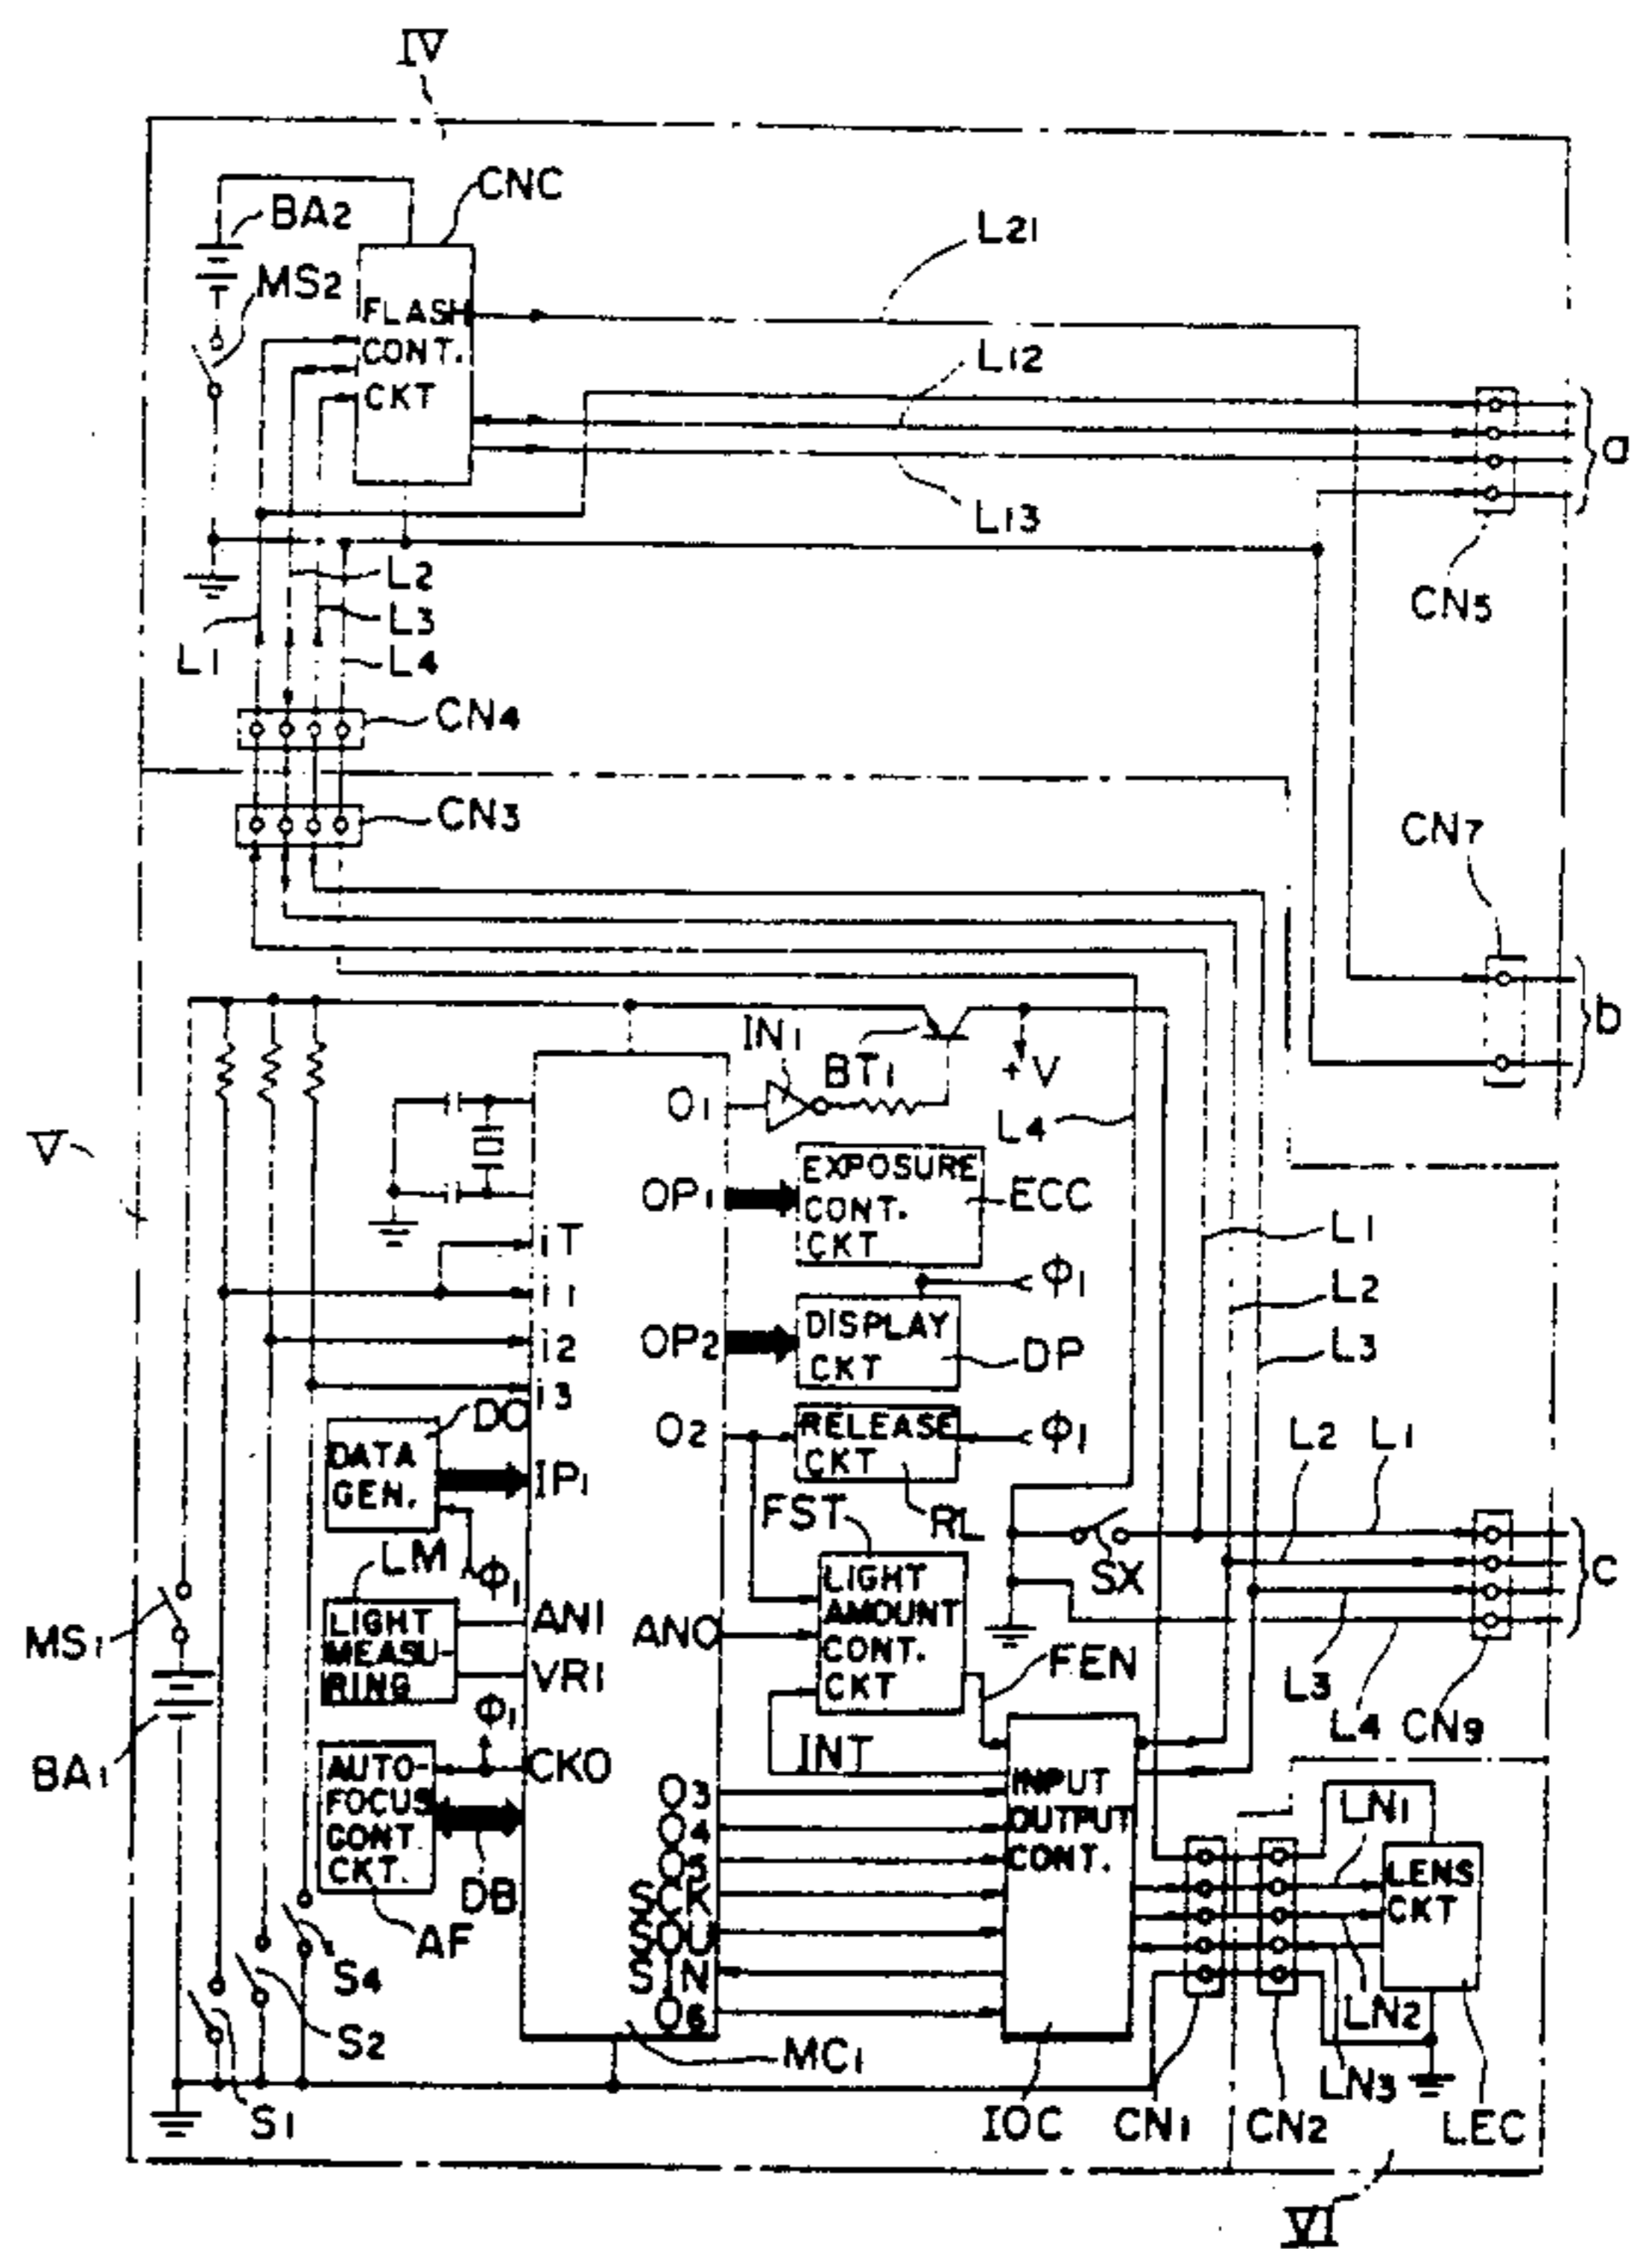 IV
CNC
BA2
L21
MS2
FLASH
CONT.
CKT
L12
a
L13
L2
CN5
L3
L1
L4
CN4
CN3
CN7
b
IN1
BT1
+V
O1
L4
V
EXPOSURE
CONT.
CKT
OP1
ECC
iT
L1
φ1
i1
L2
DISPLAY
CKT
OP2
DP
i2
L3
i3
DO
O2
RELEASE
CKT
φ1
L2
L1
DATA
GEN.
IP1
FST
RL
LM
φ1
LIGHT
AMOUNT
CONT.
CKT
SX
C
AN1
LIGHT
MEASU-
RING
ANO
MS1
FEN
VR1
L3
φ1
L4
CN9
BA1
INT
CKO
AUTO-
FOCUS
CONT.
CKT.
O3
INPUT
OUTPUT
CONT.
LN1
O4
O5
LENS
CKT
DB
SCK
AF
SOU
S4
SIN
LN2
O6
S2
MC1
LN3
S1
IOC
CN1
CN2
LEC
VI